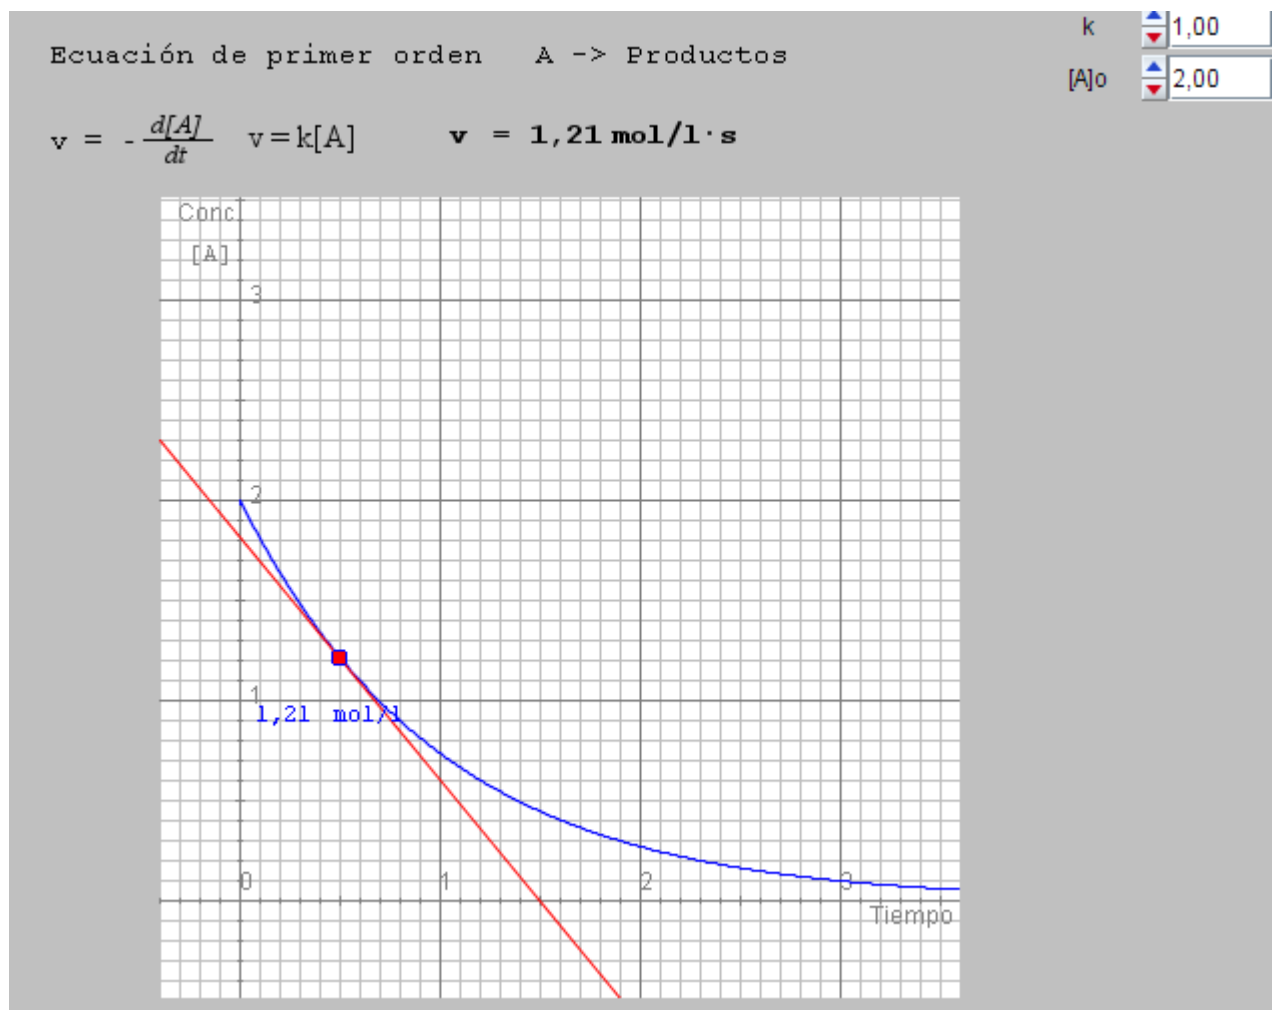 k 1,00
Ecuación de primer orden A -> Productos
[A]o 2,00
v = - d[A]/dt v=k[A] v = 1,21 mol/l·s
Conc
[A]
3
2
1
1,21 mol/l
0 1 2 3
Tiempo